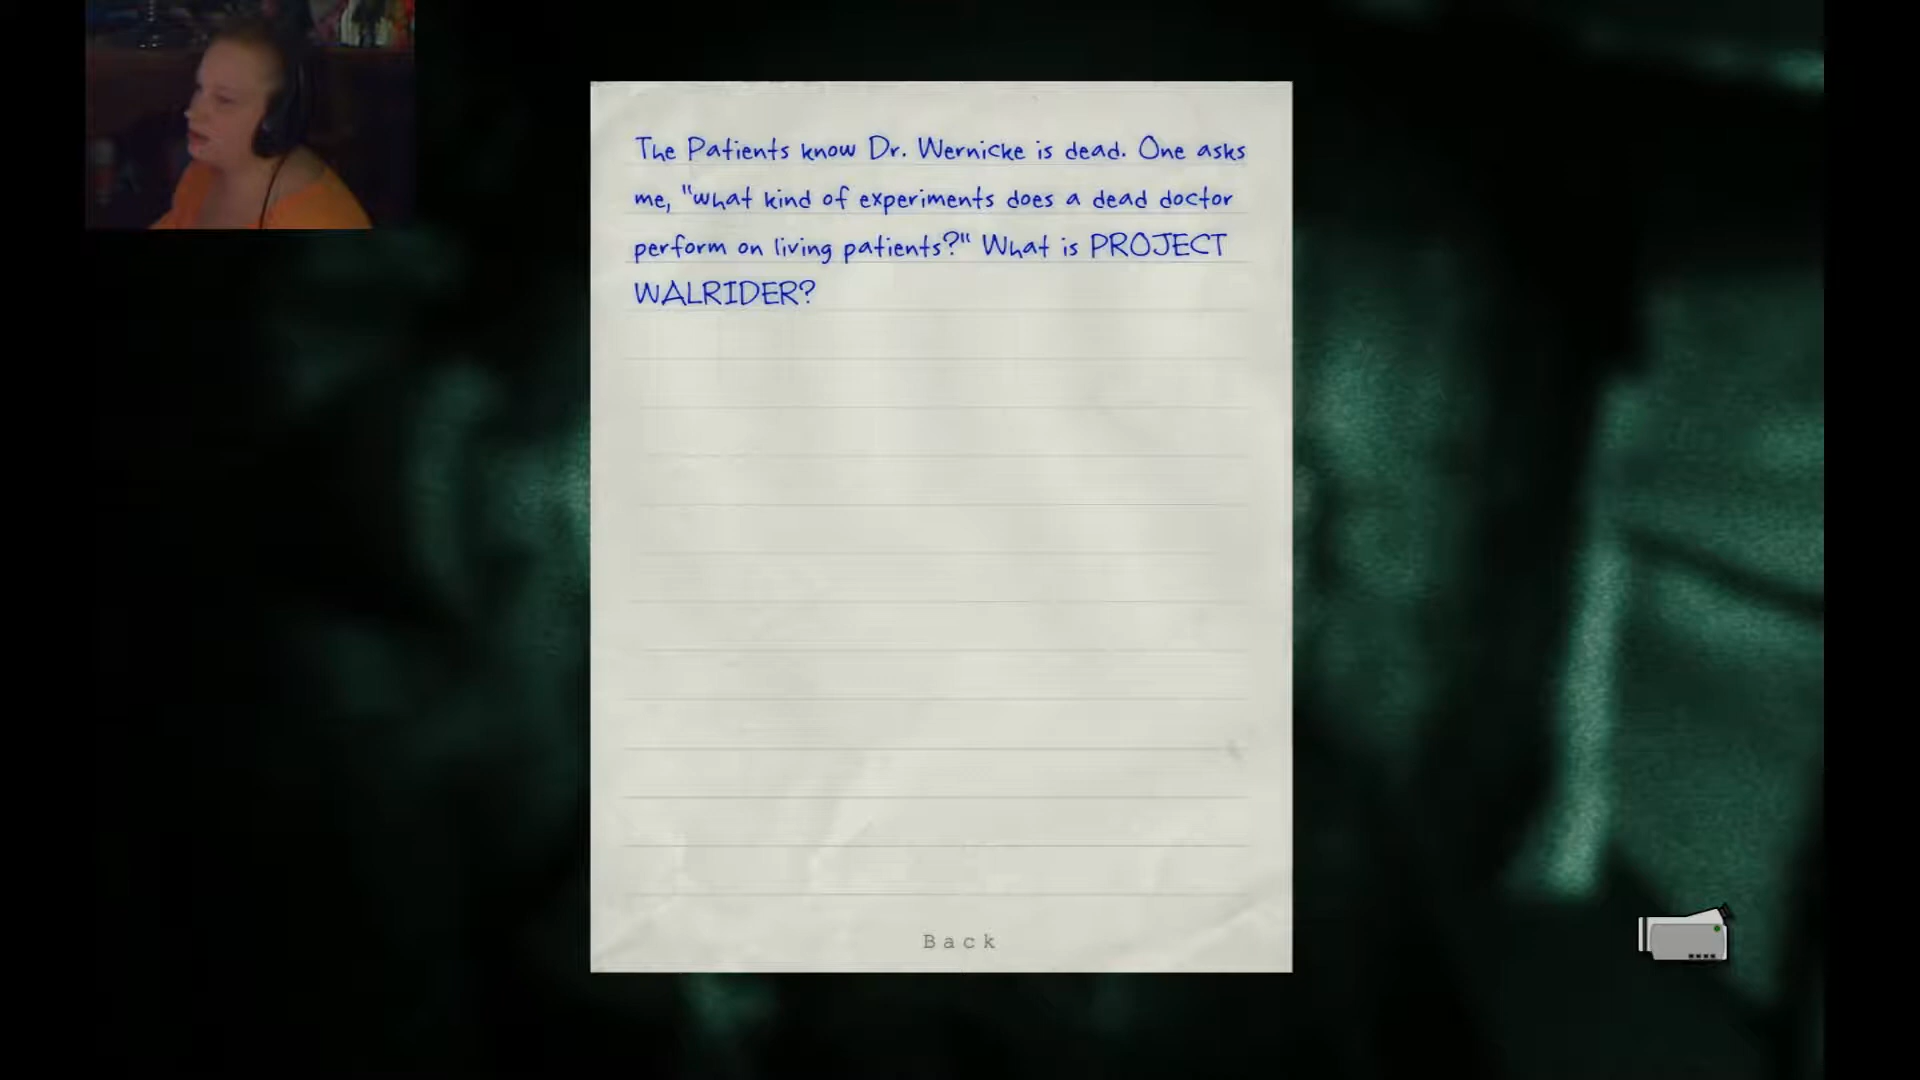 The Patients know Dr. Wernicke is dead. One asks
me, "what kind of experiments does a dead doctor
perform on living patients?" What is PROJECT
WALRIDER?
Back